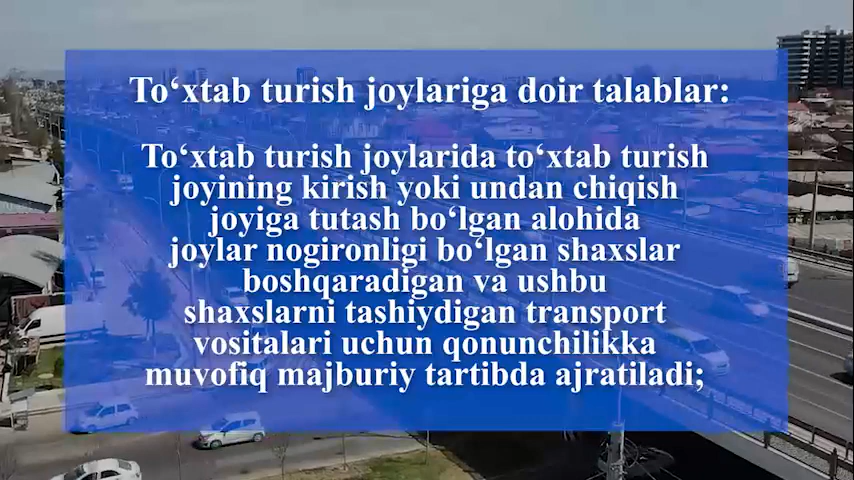 To‘xtab turish joylariga doir talablar:
To‘xtab turish joylarida to‘xtab turish
joyining kirish yoki undan chiqish
joyiga tutash bo‘lgan alohida
joylar nogironligi bo‘lgan shaxslar
boshqaradigan va ushbu
shaxslarni tashiydigan transport
vositalari uchun qonunchilikka
muvofiq majburiy tartibda ajratiladi;